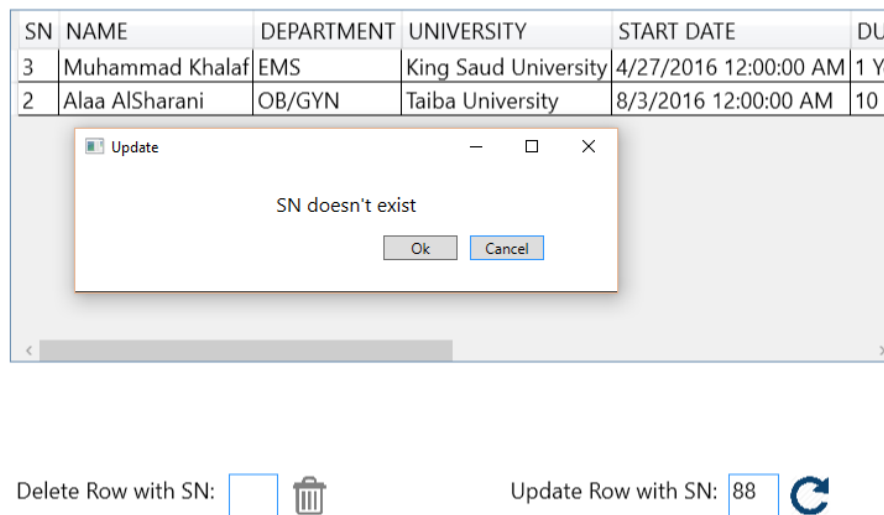 SN NAME DEPARTMENT UNIVERSITY START DATE DU
3 Muhammad Khalaf EMS King Saud University 4/27/2016 12:00:00 AM 1 Y
2 Alaa AlSharani OB/GYN Taiba University 8/3/2016 12:00:00 AM 10
Update
SN doesn't exist
Ok Cancel
Delete Row with SN: Update Row with SN: 88